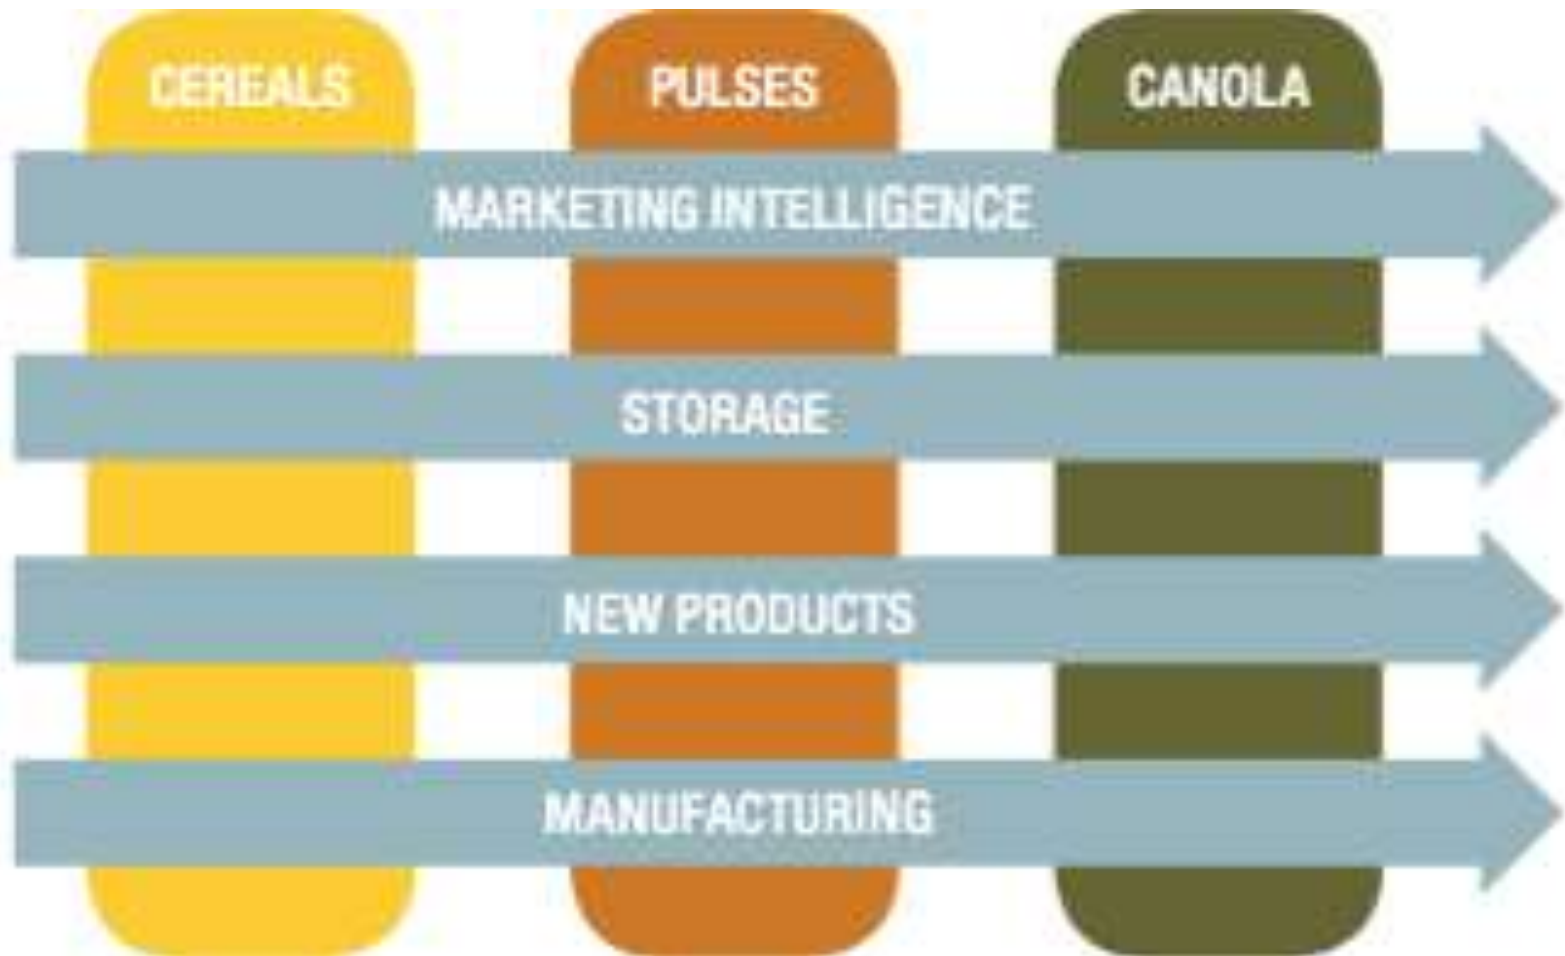 CEREALS
PULSES
CANOLA
MARKETING INTELLIGENCE
STORAGE
NEW PRODUCTS
MANUFACTURING